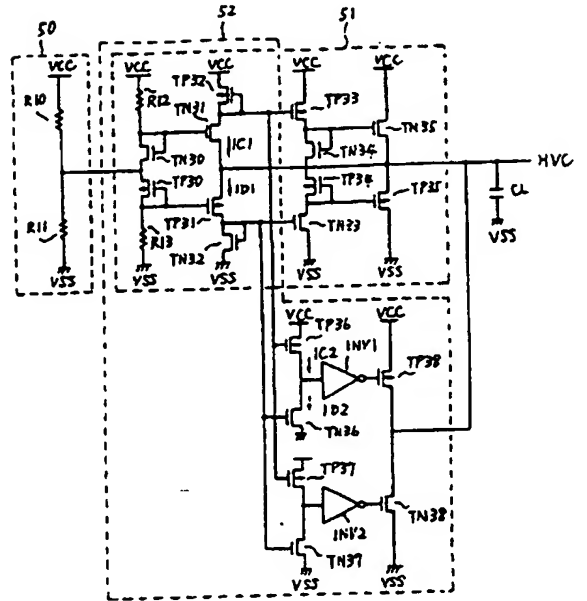 50
52
51
VCC
VCC
VCC
VCC
VCC
TP32
R12
TN31
TP33
R10
TN35
IC1
TN30
TN34
HVC
TP30
ID1
TP34
TP35
CL
R11
TP31
TN33
R13
TN32
VSS
VSS
VSS
VSS
VSS
VSS
VCC
VCC
TP36
IC2
INV1
TP38
ID2
TN36
TP37
INV2
TN38
TN37
VSS
VSS